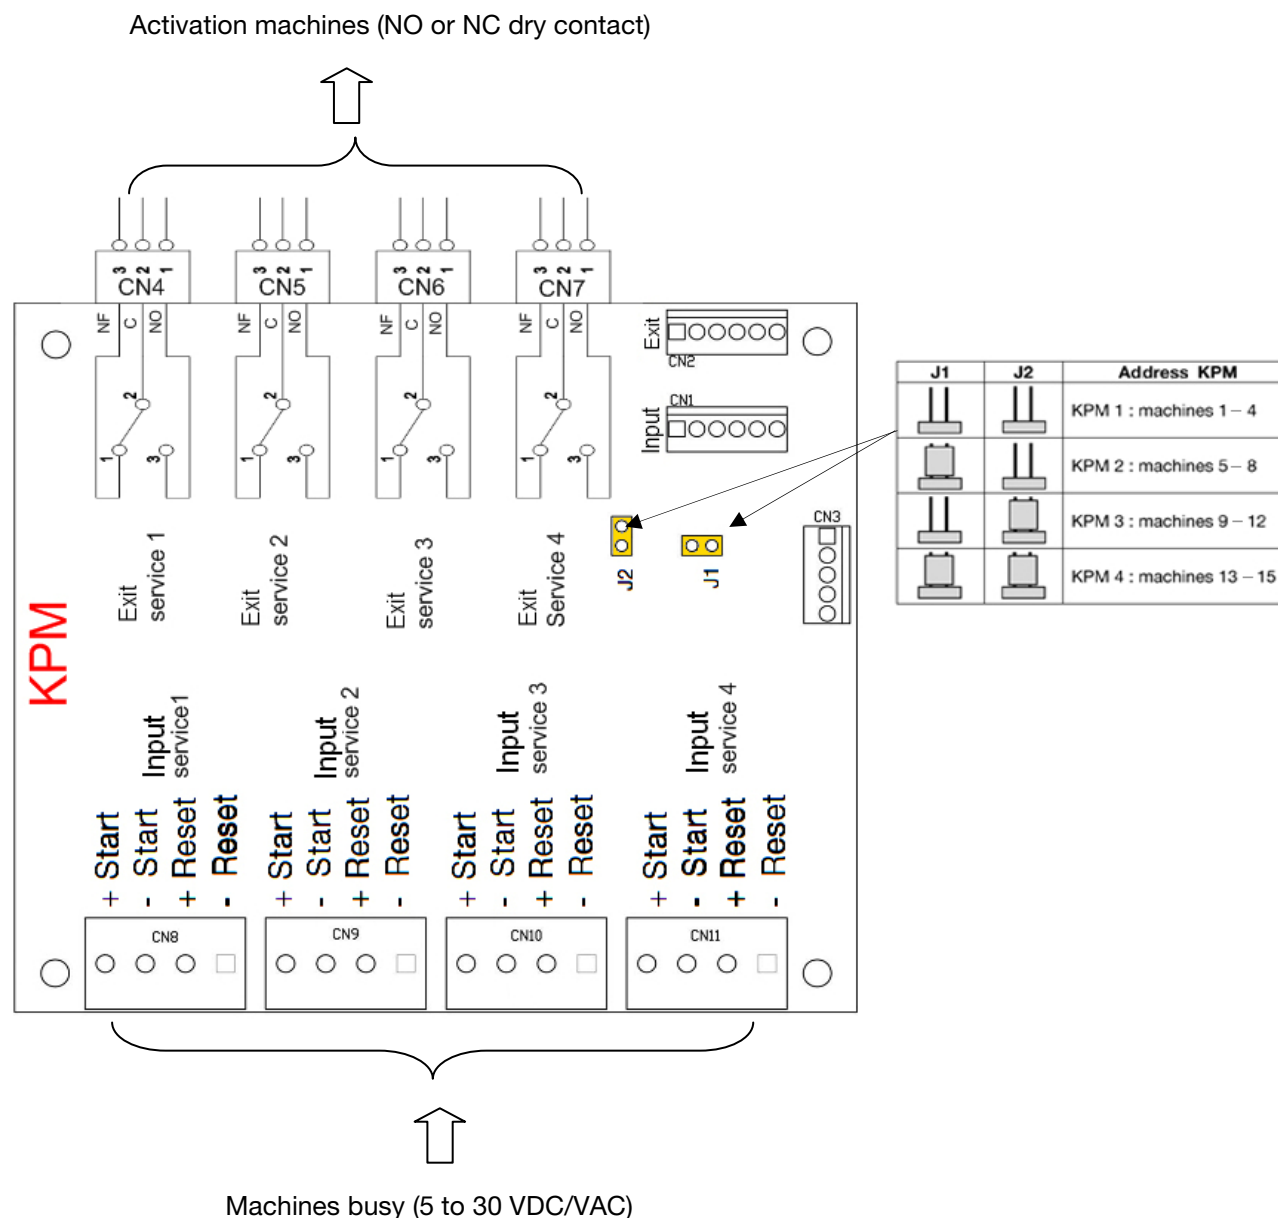 Activation machines (NO or NC dry contact)
3 2 1
CN4
3 2 1
CN5
3 2 1
CN6
3 2 1
CN7
NF C NO
NF C NO
NF C NO
NF C NO
Exit
CN2
Input
CN1
2
1 3
2
1 3
2
1 3
2
1 3
J1 J2 Address KPM
KPM 1 : machines 1 – 4
KPM 2 : machines 5 – 8
KPM 3 : machines 9 – 12
KPM 4 : machines 13 – 15
CN3
J2
J1
Exit
service 1
Exit
service 2
Exit
service 3
Exit
Service 4
KPM
Input
service1
Input
service 2
Input
service 3
Input
service 4
+ Start
- Start
+ Reset
- Reset
+ Start
- Start
+ Reset
- Reset
+ Start
- Start
+ Reset
- Reset
+ Start
- Start
+ Reset
- Reset
CN8
CN9
CN10
CN11
Machines busy (5 to 30 VDC/VAC)